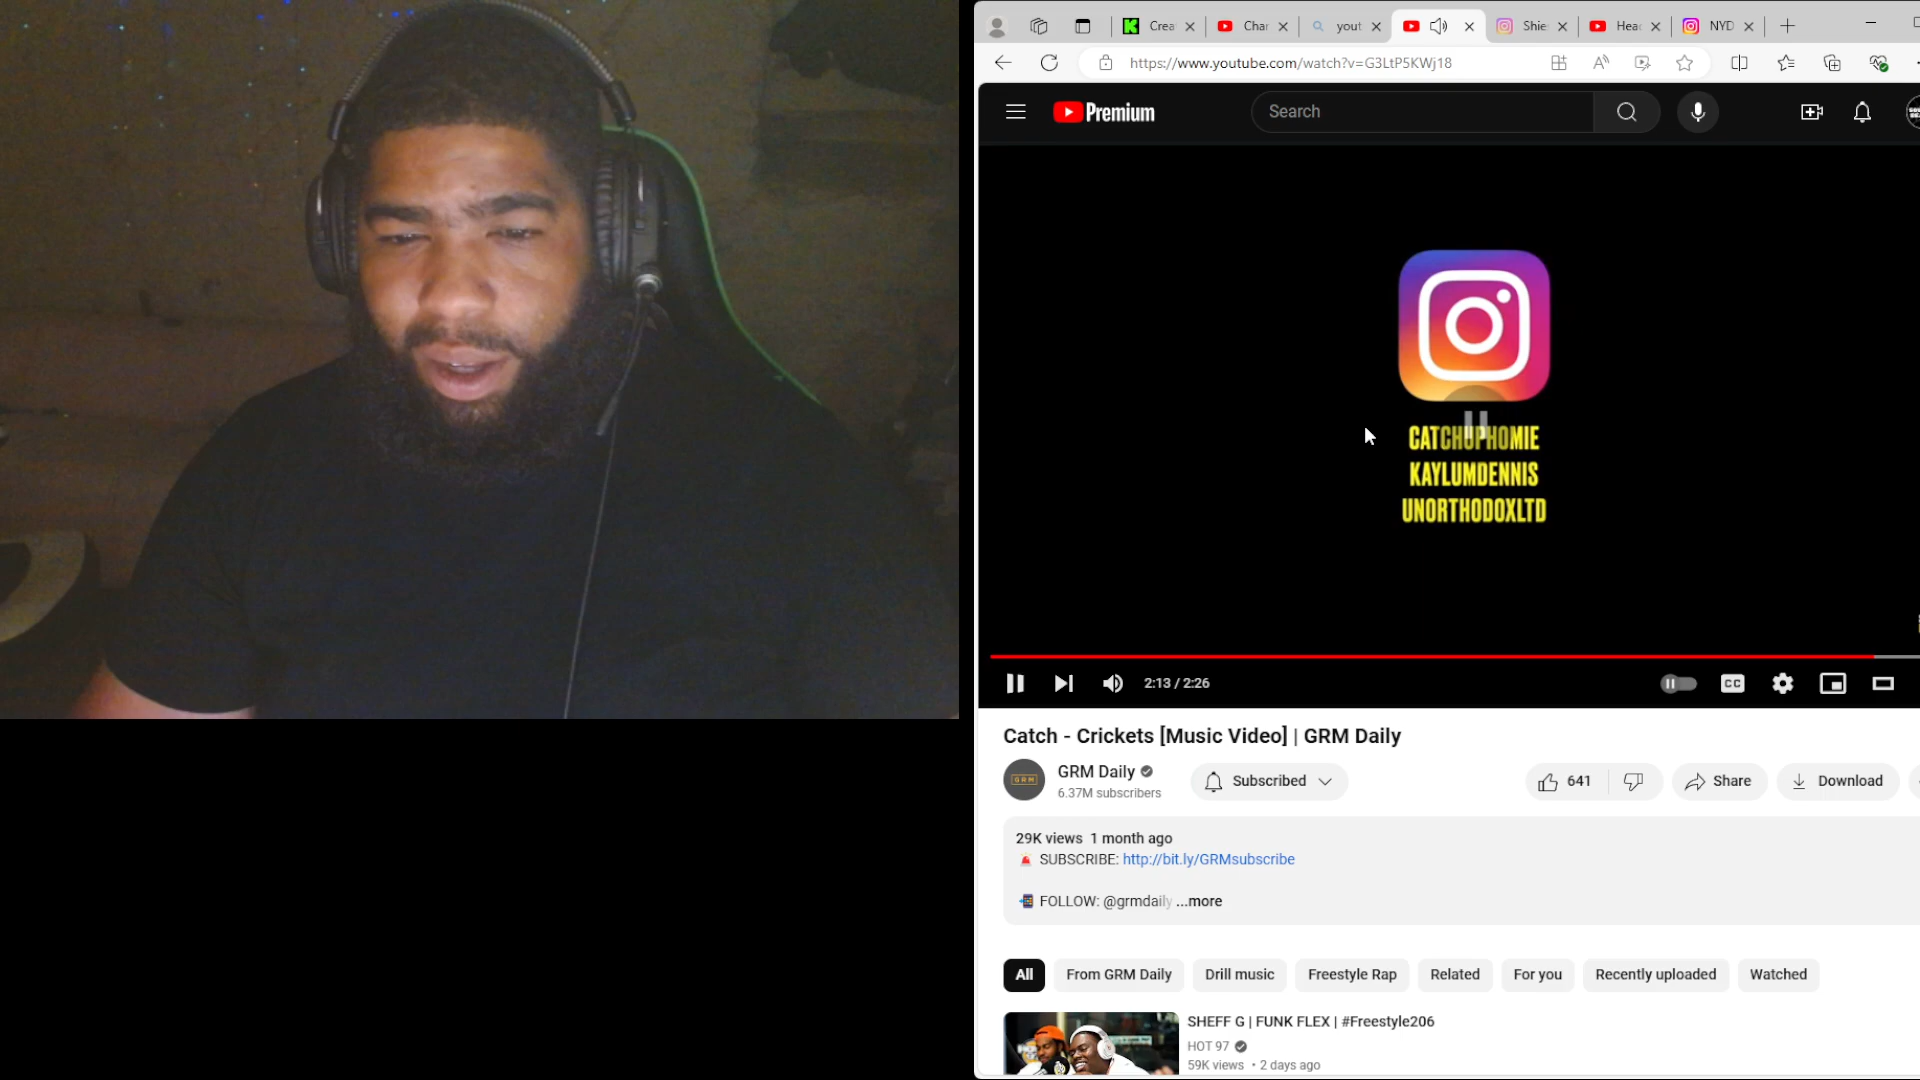 Crea
Char
yout
Shie
Head
NYD
https://www.youtube.com/watch?v=G3LtP5KWj18
Premium
Search
CATCHUPHOMIE
KAYLUMDENNIS
UNORTHODOXLTD
2:13 / 2:26
CC
Catch - Crickets [Music Video] | GRM Daily
GRM
GRM Daily
6.37M subscribers
Subscribed
641
Share
Download
29K views 1 month ago
🚨 SUBSCRIBE: http://bit.ly/GRMsubscribe
📲 FOLLOW: @grmdaily ...more
All
From GRM Daily
Drill music
Freestyle Rap
Related
For you
Recently uploaded
Watched
SHEFF G | FUNK FLEX | #Freestyle206
HOT 97
59K views • 2 days ago